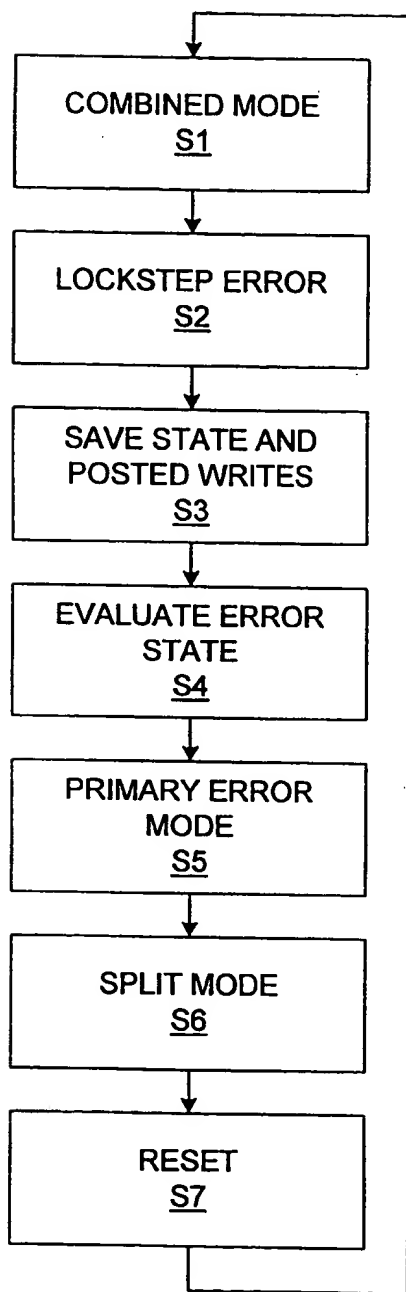 COMBINED MODE
S1
LOCKSTEP ERROR
S2
SAVE STATE AND
POSTED WRITES
S3
EVALUATE ERROR
STATE
S4
PRIMARY ERROR
MODE
S5
SPLIT MODE
S6
RESET
S7